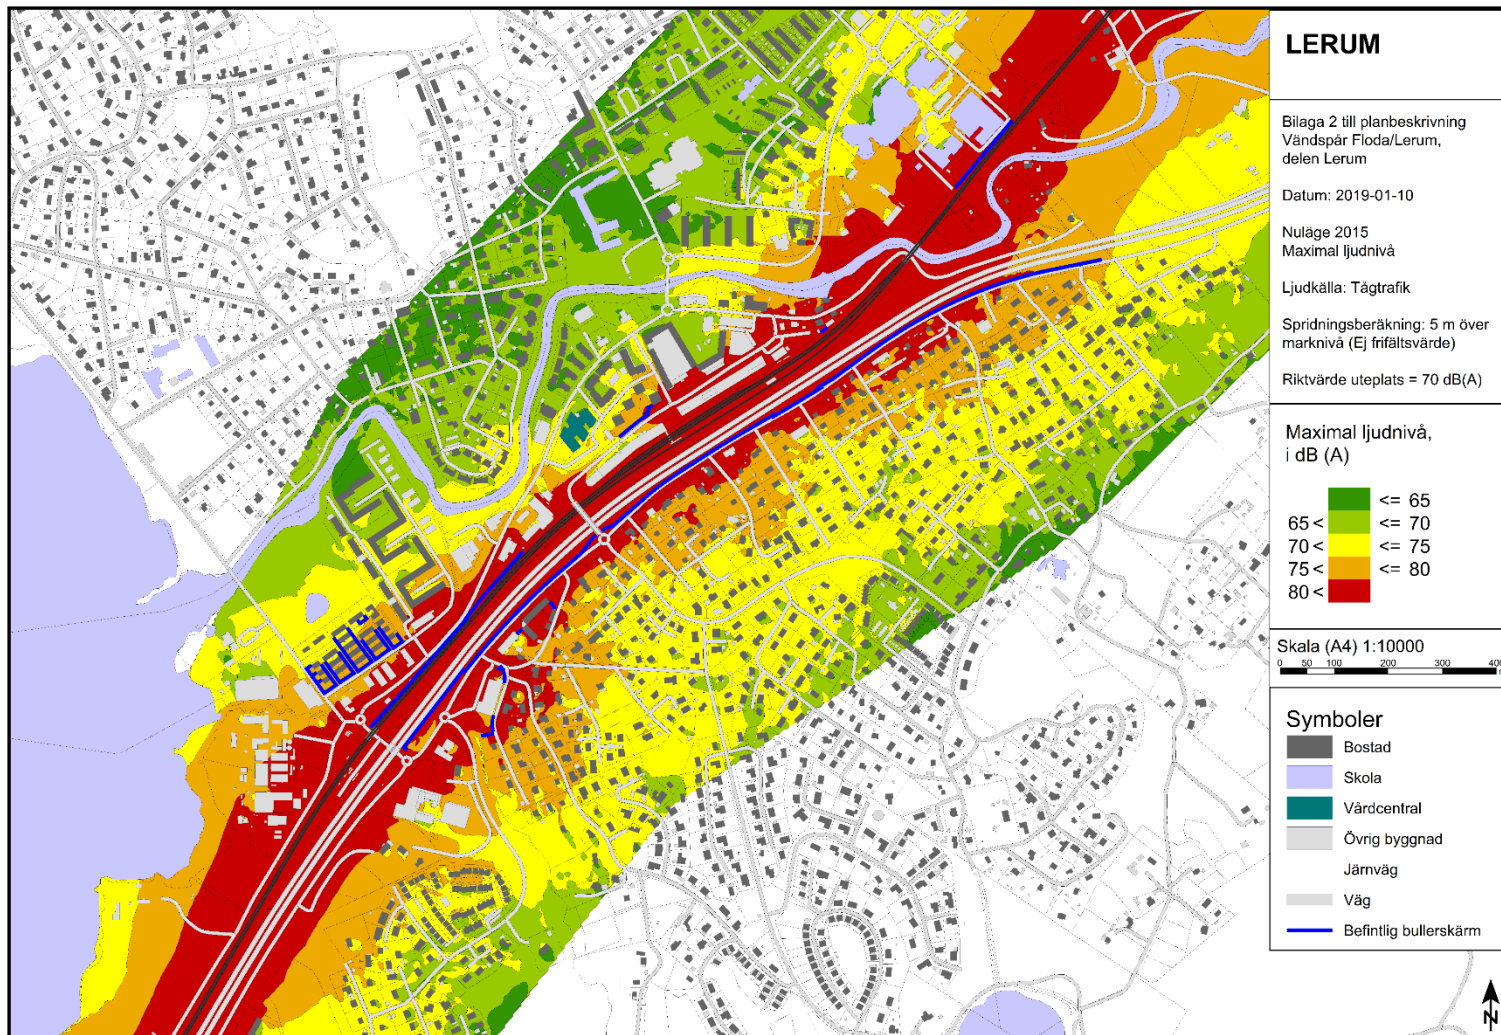 LERUM
Bilaga 2 till planbeskrivning
Vändspår Floda/Lerum,
delen Lerum
Datum: 2019-01-10
Nuläge 2015
Maximal ljudnivå
Ljudkälla: Tågtrafik
Spridningsberäkning: 5 m över
marknivå (Ej frifältsvärde)
Riktvärde uteplats = 70 dB(A)
Maximal ljudnivå,
i dB (A)
<= 65
65 < <= 70
70 < <= 75
75 < <= 80
80 <
Skala (A4) 1:10000
0 50 100 200 300 400
Symboler
Bostad
Skola
Vårdcentral
Övrig byggnad
Järnväg
Väg
Befintlig bullerskärm
N